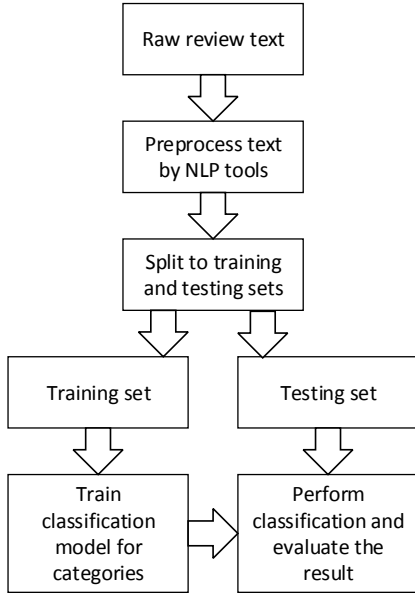 Raw review text
Preprocess text
by NLP tools
Split to training
and testing sets
Training set
Testing set
Train
classification
model for
categories
Perform
classification and
evaluate the
result